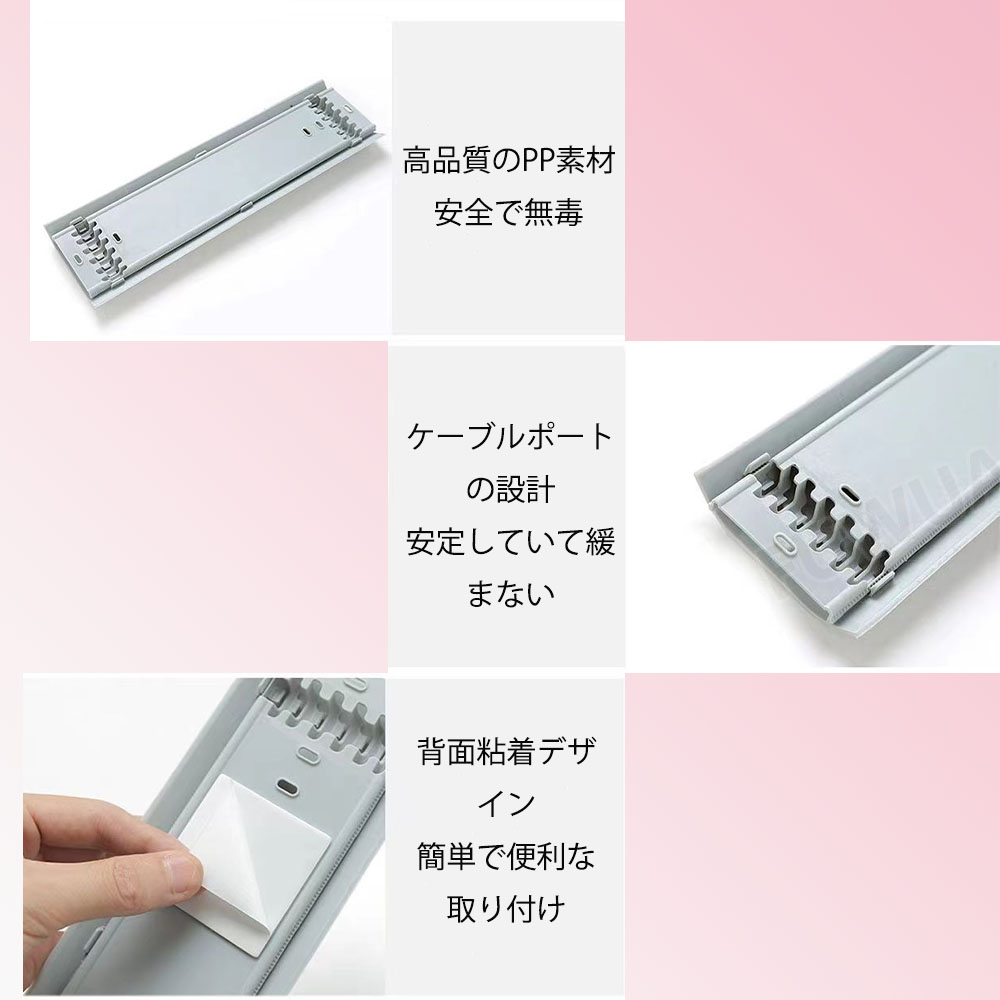 高品質のPP素材
安全で無毒
ケーブルポート
の設計
安定していて緩
まない
背面粘着デザ
イン
簡単で便利な
取り付け